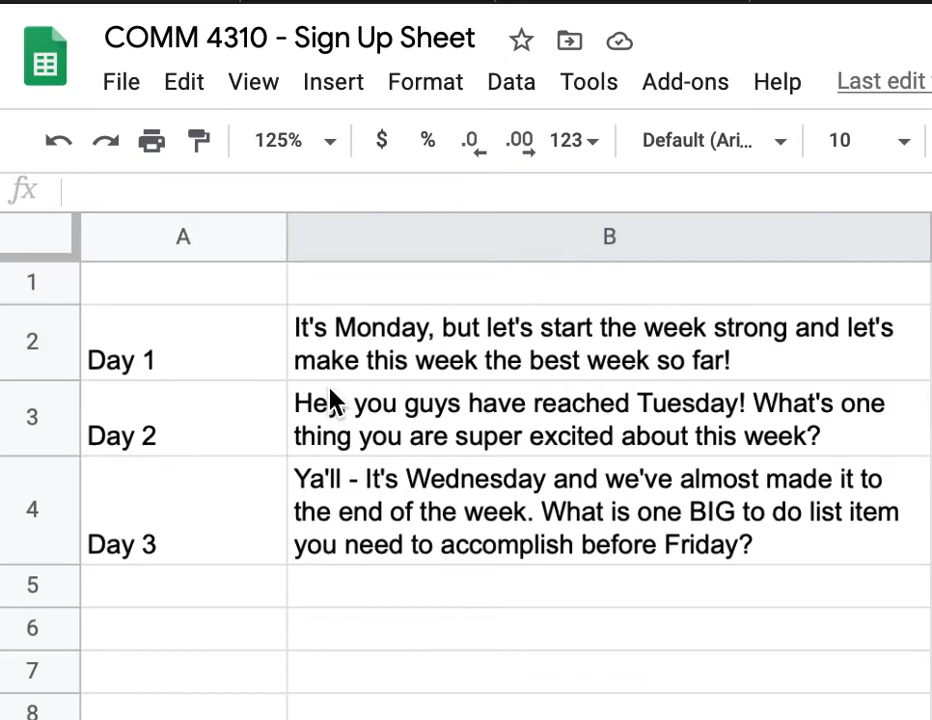 COMM 4310 - Sign Up Sheet
File Edit View Insert Format Data Tools Add-ons Help Last edit
125% $ % .0 .00 123 Default (Ari... 10
fx
A B
1
2
Day 1
It's Monday, but let's start the week strong and let's
make this week the best week so far!
3
Day 2
you guys have reached Tuesday! What's one
thing you are super excited about this week?
4
Day 3
Ya'll - It's Wednesday and we've almost made it to
the end of the week. What is one BIG to do list item
you need to accomplish before Friday?
5
6
7
8